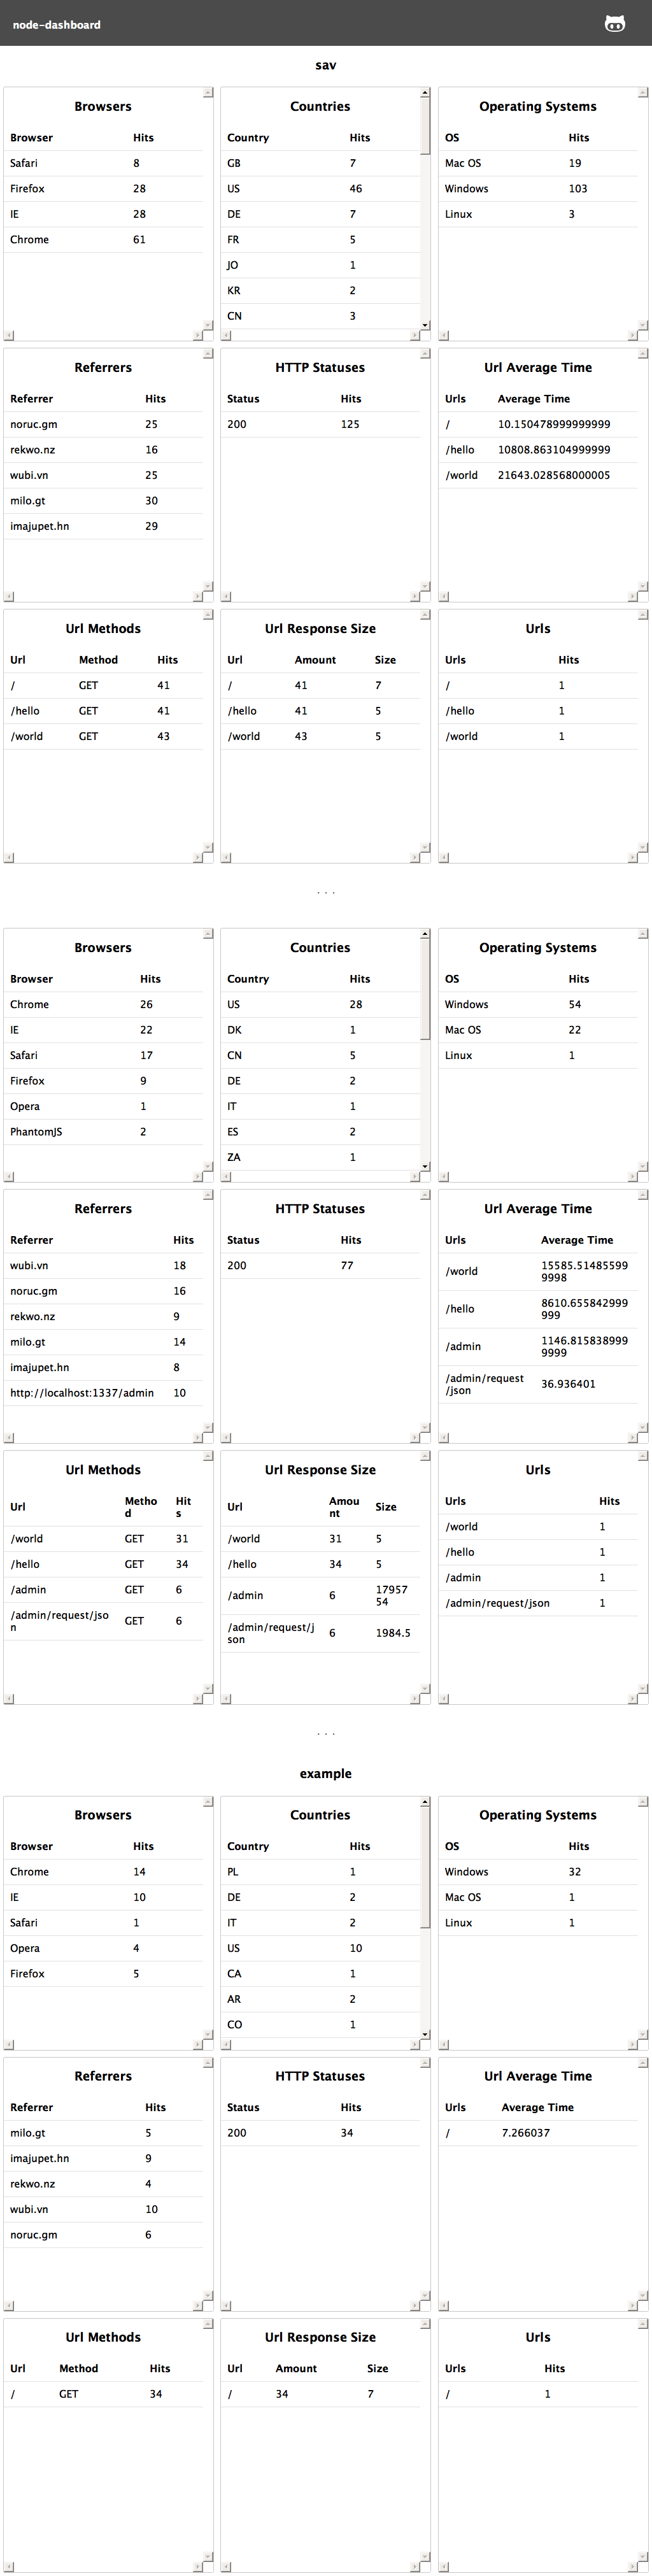 node-dashboard
sav
Browsers
Browser Hits
Safari 8
Firefox 28
IE 28
Chrome 61
Countries
Country Hits
GB 7
US 46
DE 7
FR 5
JO 1
KR 2
CN 3
Operating Systems
OS Hits
Mac OS 19
Windows 103
Linux 3
Referrers
Referrer Hits
noruc.gm 25
rekwo.nz 16
wubi.vn 25
milo.gt 30
imajupet.hn 29
HTTP Statuses
Status Hits
200 125
Url Average Time
Urls Average Time
/ 10.150478999999999
/hello 10808.863104999999
/world 21643.028568000005
Url Methods
Url Method Hits
/ GET 41
/hello GET 41
/world GET 43
Url Response Size
Url Amount Size
/ 41 7
/hello 41 5
/world 43 5
Urls
Urls Hits
/ 1
/hello 1
/world 1
. . .
Browsers
Browser Hits
Chrome 26
IE 22
Safari 17
Firefox 9
Opera 1
PhantomJS 2
Countries
Country Hits
US 28
DK 1
CN 5
DE 2
IT 1
ES 2
ZA 1
Operating Systems
OS Hits
Windows 54
Mac OS 22
Linux 1
Referrers
Referrer Hits
wubi.vn 18
noruc.gm 16
rekwo.nz 9
milo.gt 14
imajupet.hn 8
http://localhost:1337/admin 10
HTTP Statuses
Status Hits
200 77
Url Average Time
Urls Average Time
/world 15585.51485599
9998
/hello 8610.655842999
999
/admin 1146.815838999
9999
/admin/request
/json 36.936401
Url Methods
Url Metho
d Hit
s
/world GET 31
/hello GET 34
/admin GET 6
/admin/request/jso
n GET 6
Url Response Size
Url Amou
nt Size
/world 31 5
/hello 34 5
/admin 6 17957
54
/admin/request/j
son 6 1984.5
Urls
Urls Hits
/world 1
/hello 1
/admin 1
/admin/request/json 1
. . .
example
Browsers
Browser Hits
Chrome 14
IE 10
Safari 1
Opera 4
Firefox 5
Countries
Country Hits
PL 1
DE 2
IT 2
US 10
CA 1
AR 2
CO 1
Operating Systems
OS Hits
Windows 32
Mac OS 1
Linux 1
Referrers
Referrer Hits
milo.gt 5
imajupet.hn 9
rekwo.nz 4
wubi.vn 10
noruc.gm 6
HTTP Statuses
Status Hits
200 34
Url Average Time
Urls Average Time
/ 7.266037
Url Methods
Url Method Hits
/ GET 34
Url Response Size
Url Amount Size
/ 34 7
Urls
Urls Hits
/ 1